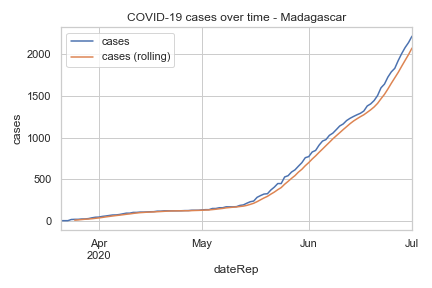 COVID-19 cases over time - Madagascar
cases
cases (rolling)
2000
1500
1000
500
0
cases
Apr
2020
May
Jun
Jul
dateRep